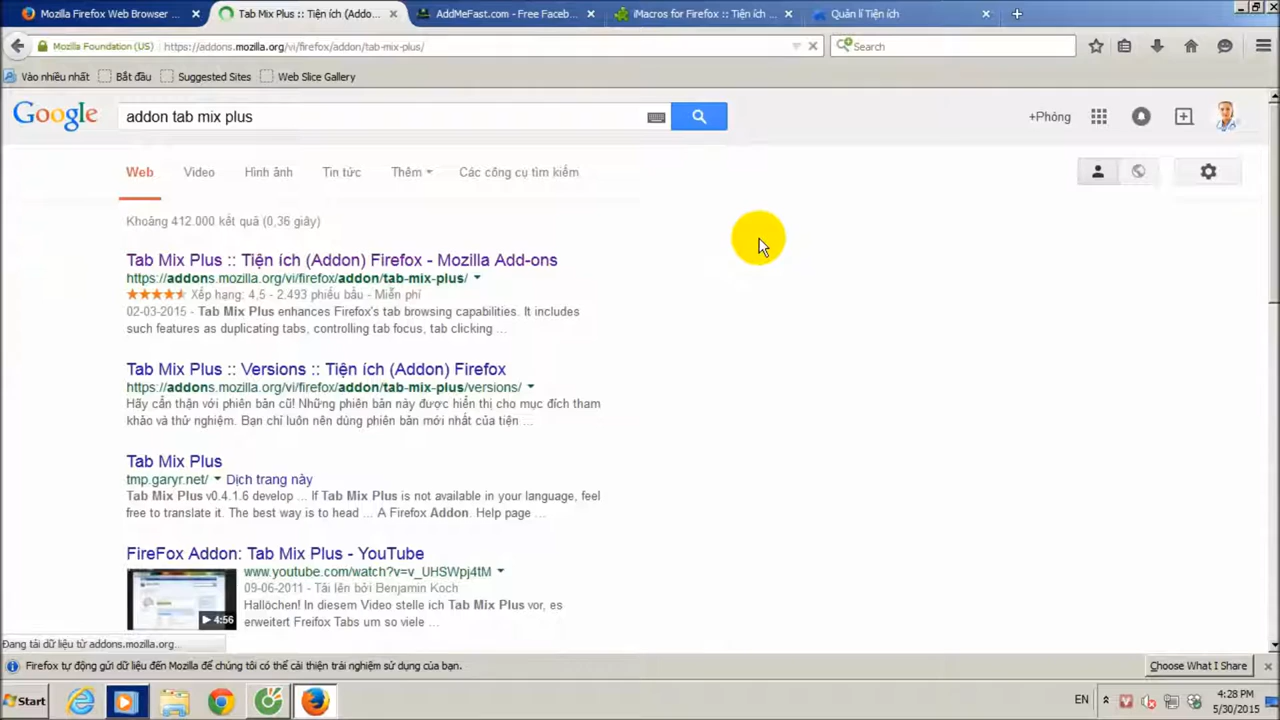 Mozilla Firefox Web Browser ...
Tab Mix Plus :: Tiện ích (Addo...
AddMeFast.com - Free Faceb...
iMacros for Firefox :: Tiện ích ...
Quản lí Tiện ích
Mozilla Foundation (US)
https://addons.mozilla.org/vi/firefox/addon/tab-mix-plus/
Search
Vào nhiều nhất
Bắt đầu
Suggested Sites
Web Slice Gallery
Google
addon tab mix plus
+Phòng
Web
Video
Hình ảnh
Tin tức
Thêm
Các công cụ tìm kiếm
Khoảng 412.000 kết quả (0,36 giây)
Tab Mix Plus :: Tiện ích (Addon) Firefox - Mozilla Add-ons
https://addons.mozilla.org/vi/firefox/addon/tab-mix-plus/
Xếp hạng: 4,5 - 2.493 phiếu bầu - Miễn phí
02-03-2015 - Tab Mix Plus enhances Firefox's tab browsing capabilities. It includes
such features as duplicating tabs, controlling tab focus, tab clicking ...
Tab Mix Plus :: Versions :: Tiện ích (Addon) Firefox
https://addons.mozilla.org/vi/firefox/addon/tab-mix-plus/versions/
Hãy cẩn thận với phiên bản cũ! Những phiên bản này được hiển thị cho mục đích tham
khảo và thử nghiệm. Bạn chỉ luôn nên dùng phiên bản mới nhất của tiện ...
Tab Mix Plus
tmp.garyr.net/ Dịch trang này
Tab Mix Plus v0.4.1.6 develop ... If Tab Mix Plus is not available in your language, feel
free to translate it. The best way is to head ... A Firefox Addon. Help page ...
FireFox Addon: Tab Mix Plus - YouTube
www.youtube.com/watch?v=v_UHSWpj4tM
09-06-2011 - Tải lên bởi Benjamin Koch
Hallöchen! In diesem Video stelle ich Tab Mix Plus vor, es
erweitert Freifox Tabs um so viele ...
4:56
Đang tải dữ liệu từ addons.mozilla.org...
Firefox tự động gửi dữ liệu đến Mozilla để chúng tôi có thể cải thiện trải nghiệm sử dụng của bạn.
Choose What I Share
Start
EN
4:28 PM
5/30/2015